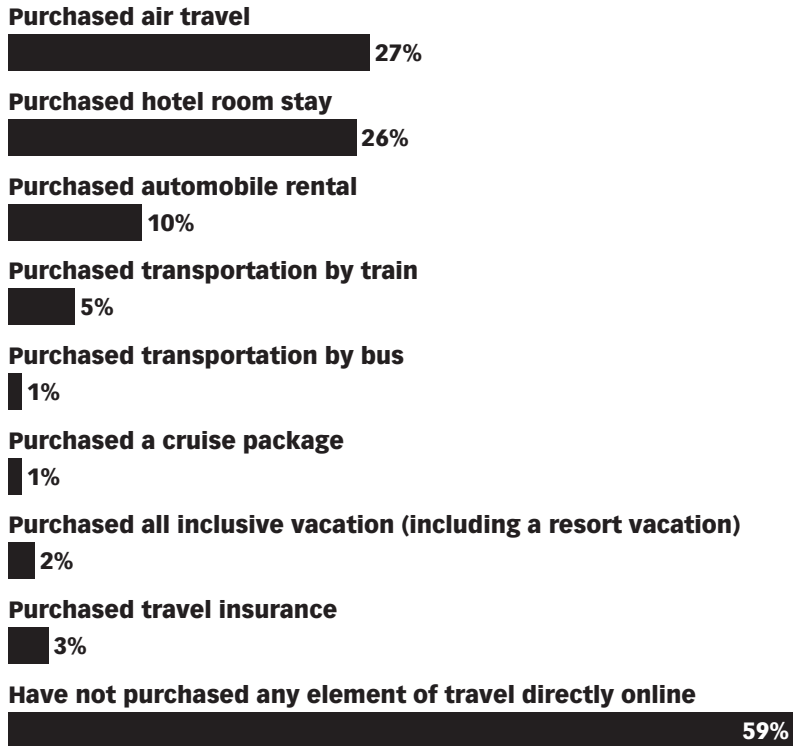 Purchased air travel
27%
Purchased hotel room stay
26%
Purchased automobile rental
10%
Purchased transportation by train
5%
Purchased transportation by bus
1%
Purchased a cruise package
1%
Purchased all inclusive vacation (including a resort vacation)
2%
Purchased travel insurance
3%
Have not purchased any element of travel directly online
59%